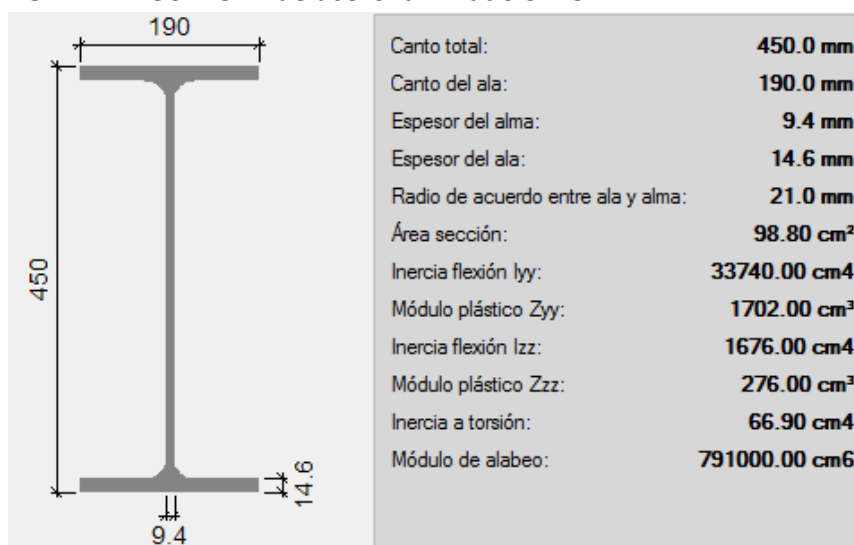 190
450
14.6
9.4
Canto total: 450.0 mm
Canto del ala: 190.0 mm
Espesor del alma: 9.4 mm
Espesor del ala: 14.6 mm
Radio de acuerdo entre ala y alma: 21.0 mm
Área sección: 98.80 cm²
Inercia flexión Iyy: 33740.00 cm4
Módulo plástico Zyy: 1702.00 cm³
Inercia flexión Izz: 1676.00 cm4
Módulo plástico Zzz: 276.00 cm³
Inercia a torsión: 66.90 cm4
Módulo de alabeo: 791000.00 cm6